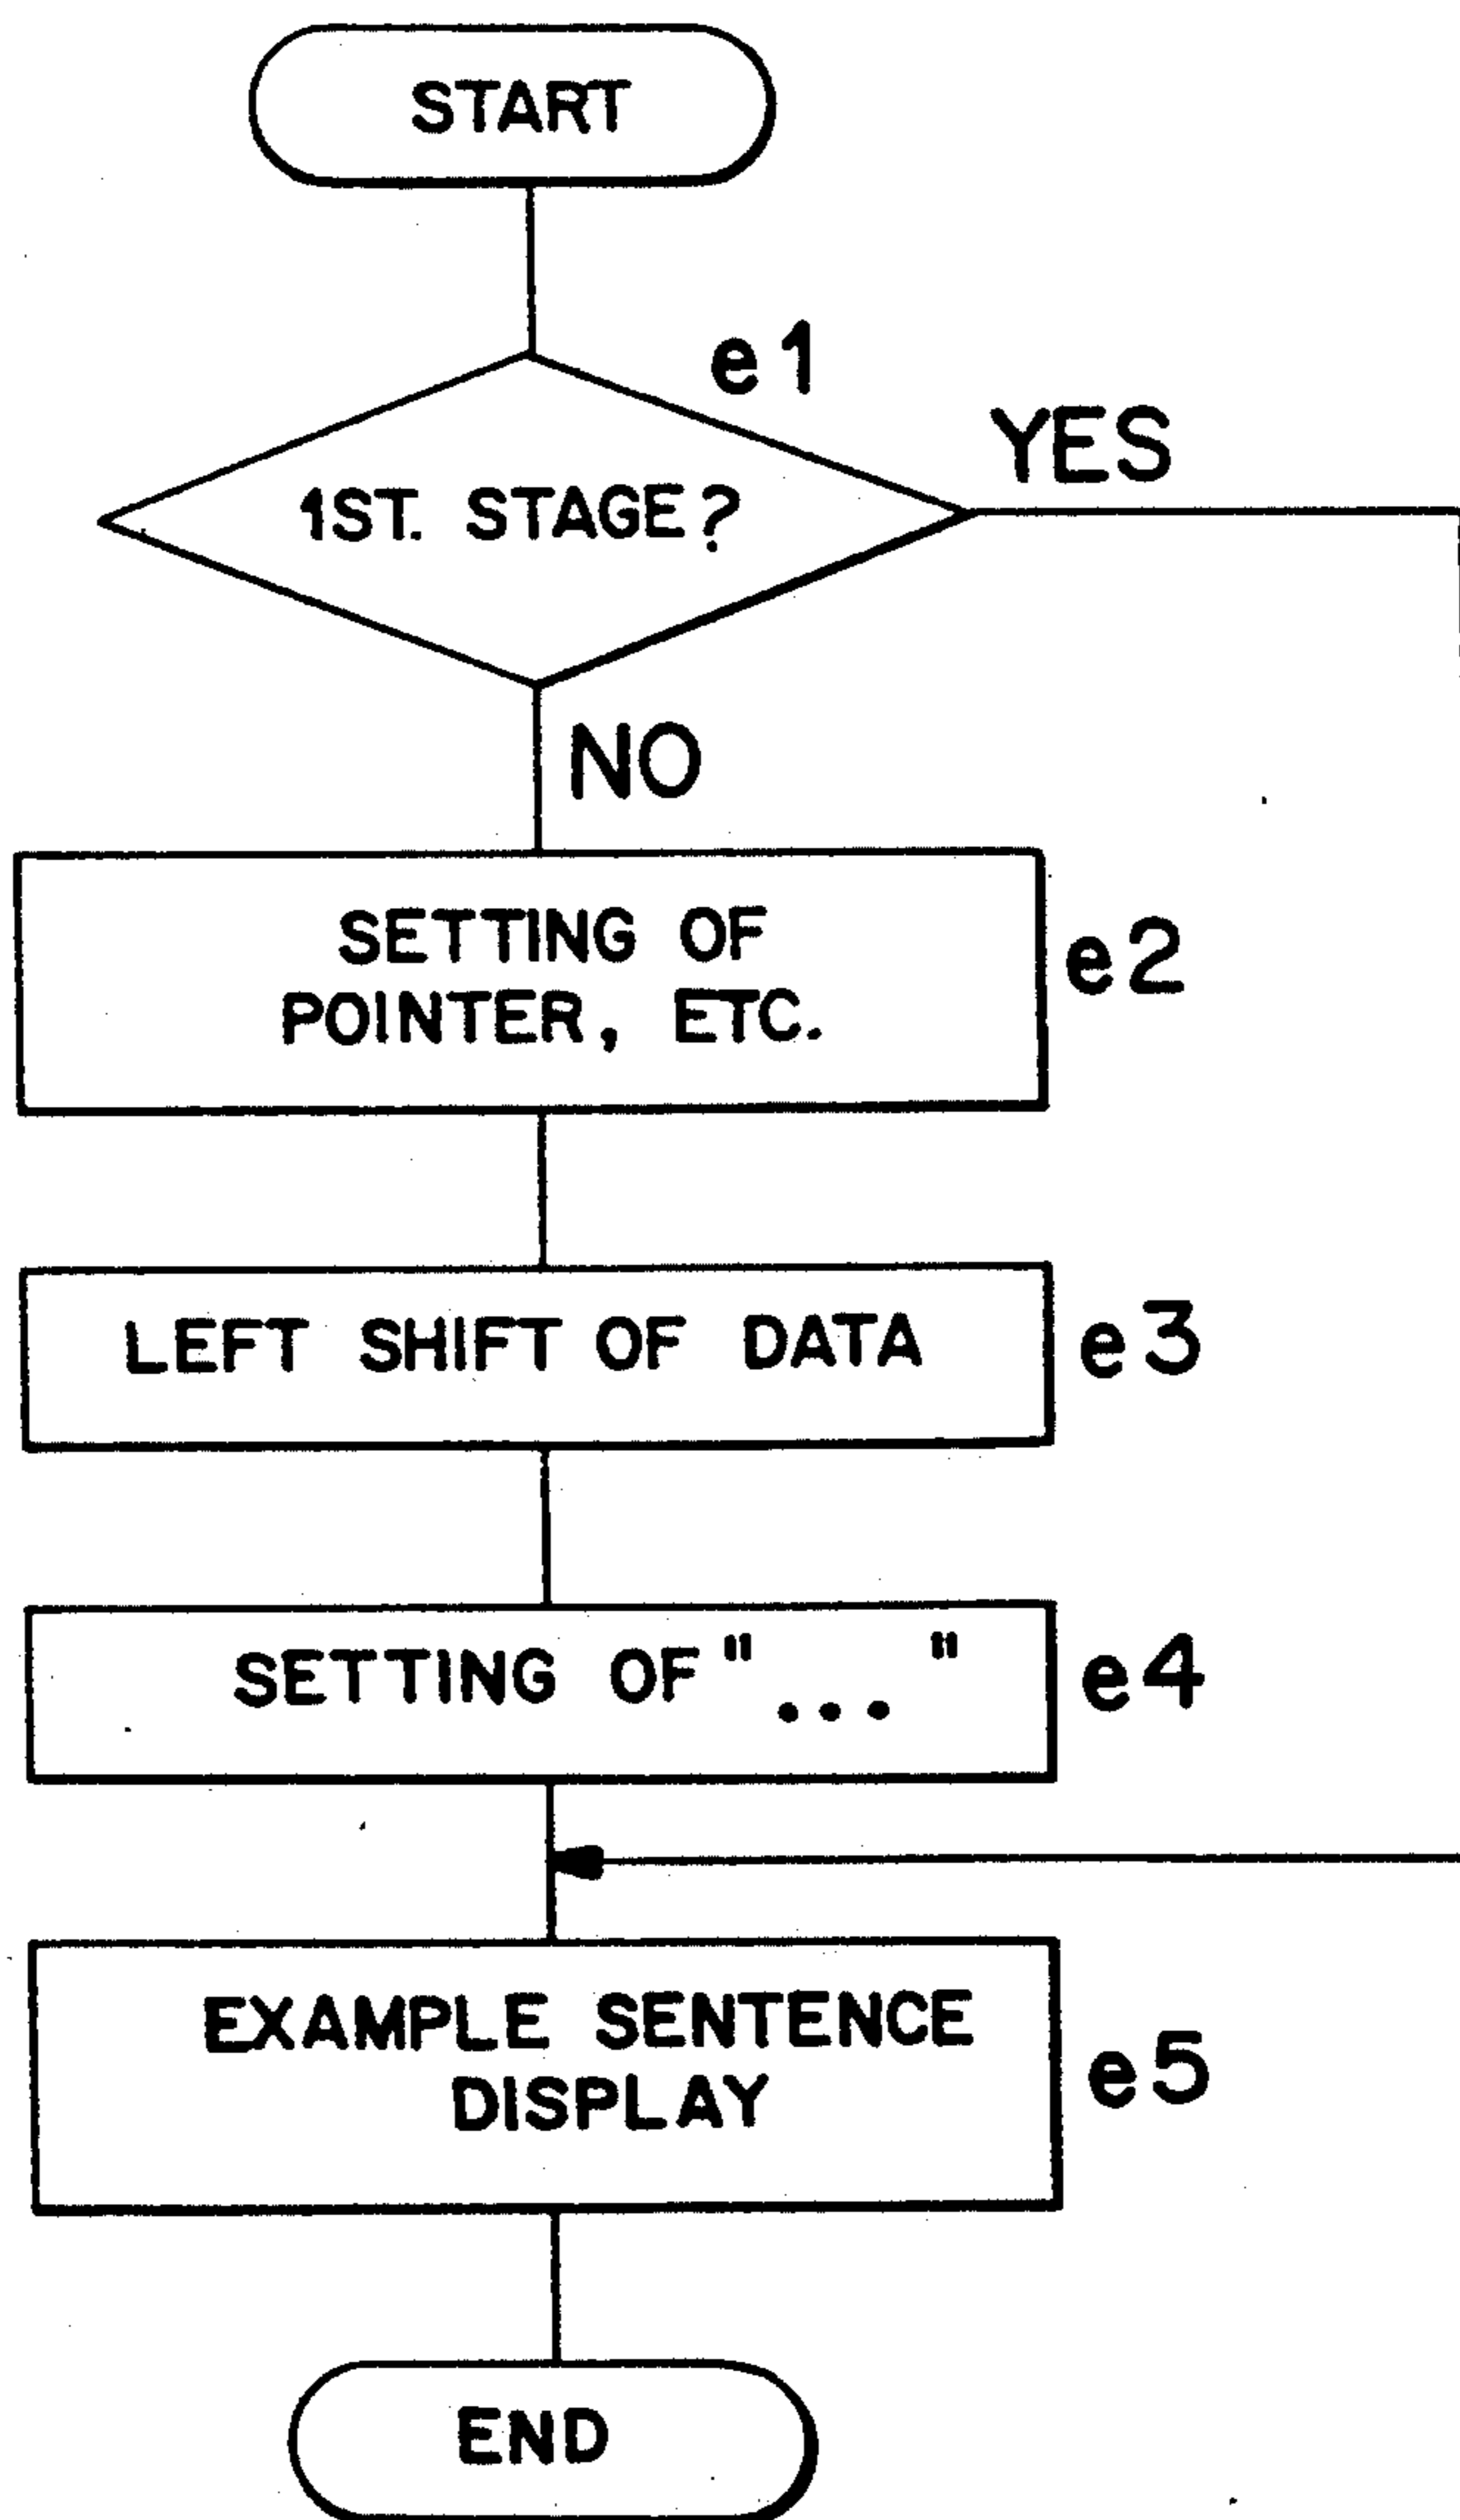 START
e1
YES
1ST. STAGE?
NO
SETTING OF
POINTER, ETC.
e2
LEFT SHIFT OF DATA
e3
SETTING OF "..."
e4
EXAMPLE SENTENCE
DISPLAY
e5
END